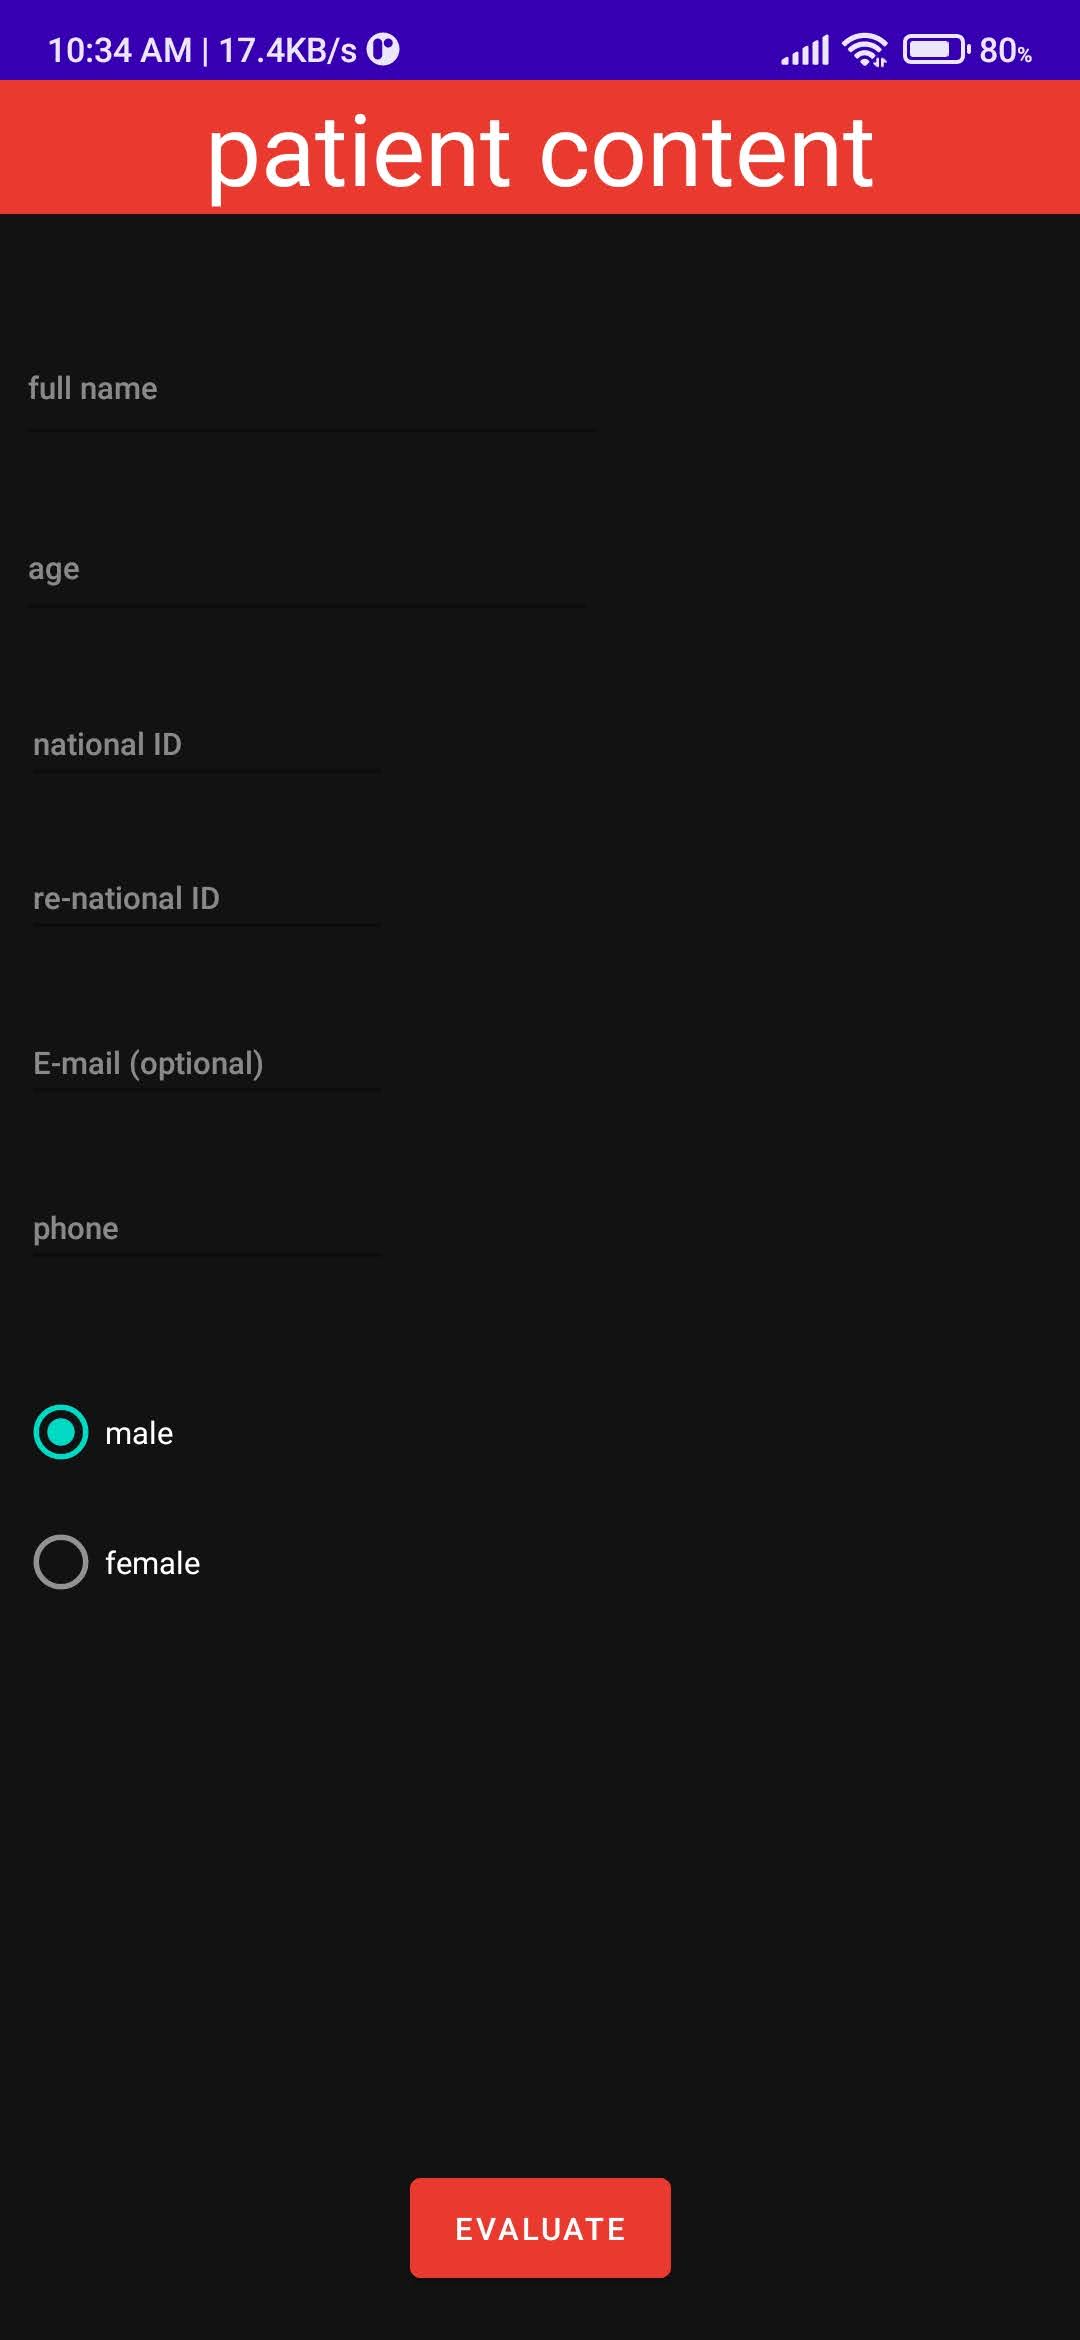 10:34 AM | 17.4KB/s 80%
patient content
full name
age
national ID
re-national ID
E-mail (optional)
phone
male
female
EVALUATE